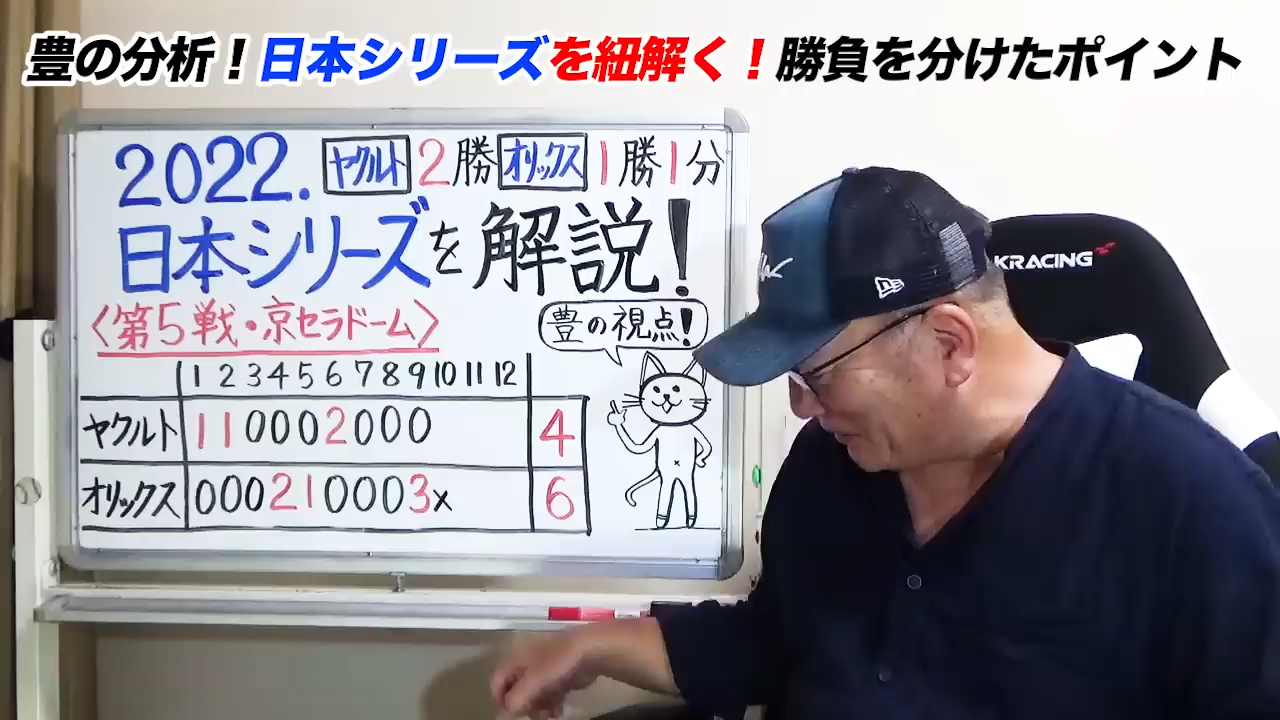 豊の分析！日本シリーズを紐解く！勝負を分けたポイント
2022. ヤクルト 2勝 オリックス 1勝1分
日本シリーズを解説！
〈第5戦・京セラドーム〉
豊の視点！
1 2 3 4 5 6 7 8 9 10 11 12
ヤクルト 1 1 0 0 0 2 0 0 0 4
オリックス 0 0 0 2 1 0 0 0 3x 6
KRACING